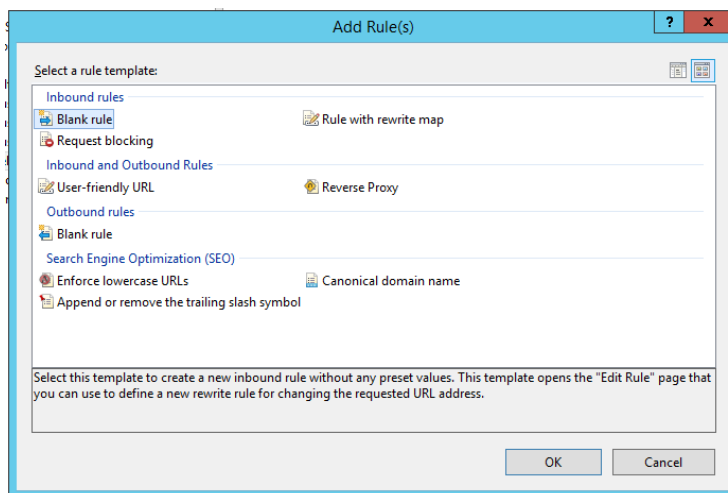 Add Rule(s)
? x
Select a rule template:
Inbound rules
Blank rule
Rule with rewrite map
Request blocking
Inbound and Outbound Rules
User-friendly URL
Reverse Proxy
Outbound rules
Blank rule
Search Engine Optimization (SEO)
Enforce lowercase URLs
Canonical domain name
Append or remove the trailing slash symbol
Select this template to create a new inbound rule without any preset values. This template opens the "Edit Rule" page that
you can use to define a new rewrite rule for changing the requested URL address.
OK
Cancel